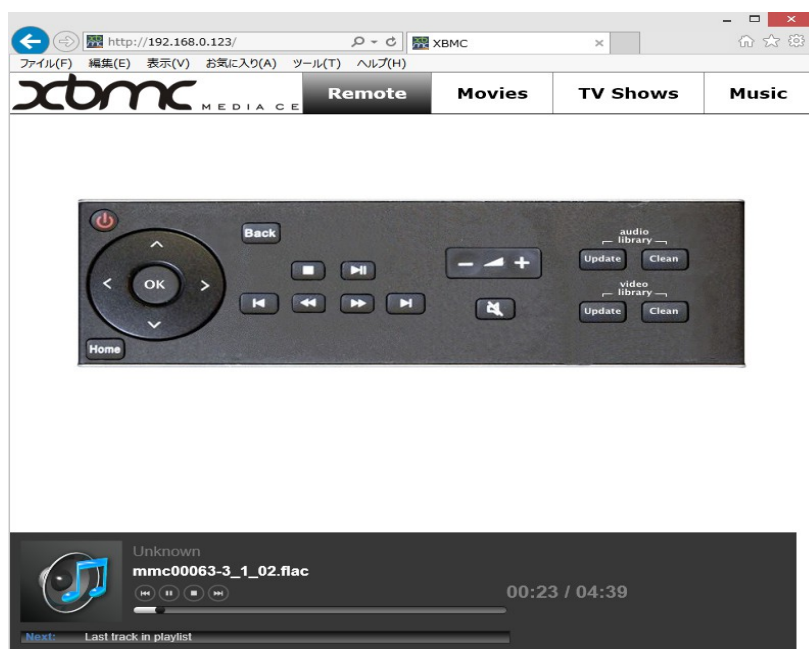 http://192.168.0.123/
XBMC
ファイル(F) 編集(E) 表示(V) お気に入り(A) ツール(T) ヘルプ(H)
xbmc MEDIA CE
Remote Movies TV Shows Music
Back
OK
Home
audio
library
Update Clean
video
library
Update Clean
Unknown
mmc00063-3_1_02.flac
00:23 / 04:39
Next: Last track in playlist